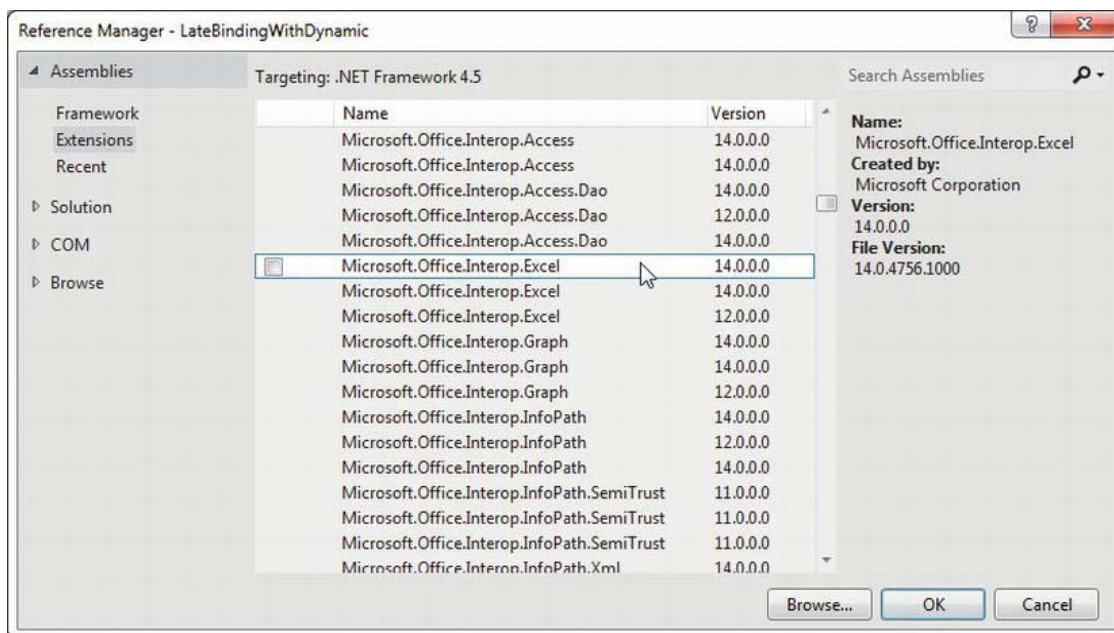 Reference Manager - LateBindingWithDynamic
Assemblies
Framework
Extensions
Recent
Solution
COM
Browse
Targeting: .NET Framework 4.5
Name Version
Microsoft.Office.Interop.Access 14.0.0.0
Microsoft.Office.Interop.Access 14.0.0.0
Microsoft.Office.Interop.Access.Dao 14.0.0.0
Microsoft.Office.Interop.Access.Dao 12.0.0.0
Microsoft.Office.Interop.Access.Dao 14.0.0.0
Microsoft.Office.Interop.Excel 14.0.0.0
Microsoft.Office.Interop.Excel 14.0.0.0
Microsoft.Office.Interop.Excel 12.0.0.0
Microsoft.Office.Interop.Graph 14.0.0.0
Microsoft.Office.Interop.Graph 14.0.0.0
Microsoft.Office.Interop.Graph 12.0.0.0
Microsoft.Office.Interop.InfoPath 14.0.0.0
Microsoft.Office.Interop.InfoPath 12.0.0.0
Microsoft.Office.Interop.InfoPath 14.0.0.0
Microsoft.Office.Interop.InfoPath.SemiTrust 11.0.0.0
Microsoft.Office.Interop.InfoPath.SemiTrust 11.0.0.0
Microsoft.Office.Interop.InfoPath.SemiTrust 11.0.0.0
Microsoft.Office.Interop.InfoPath.Xml 14.0.0.0
Search Assemblies
Name:
Microsoft.Office.Interop.Excel
Created by:
Microsoft Corporation
Version:
14.0.0.0
File Version:
14.0.4756.1000
Browse... OK Cancel